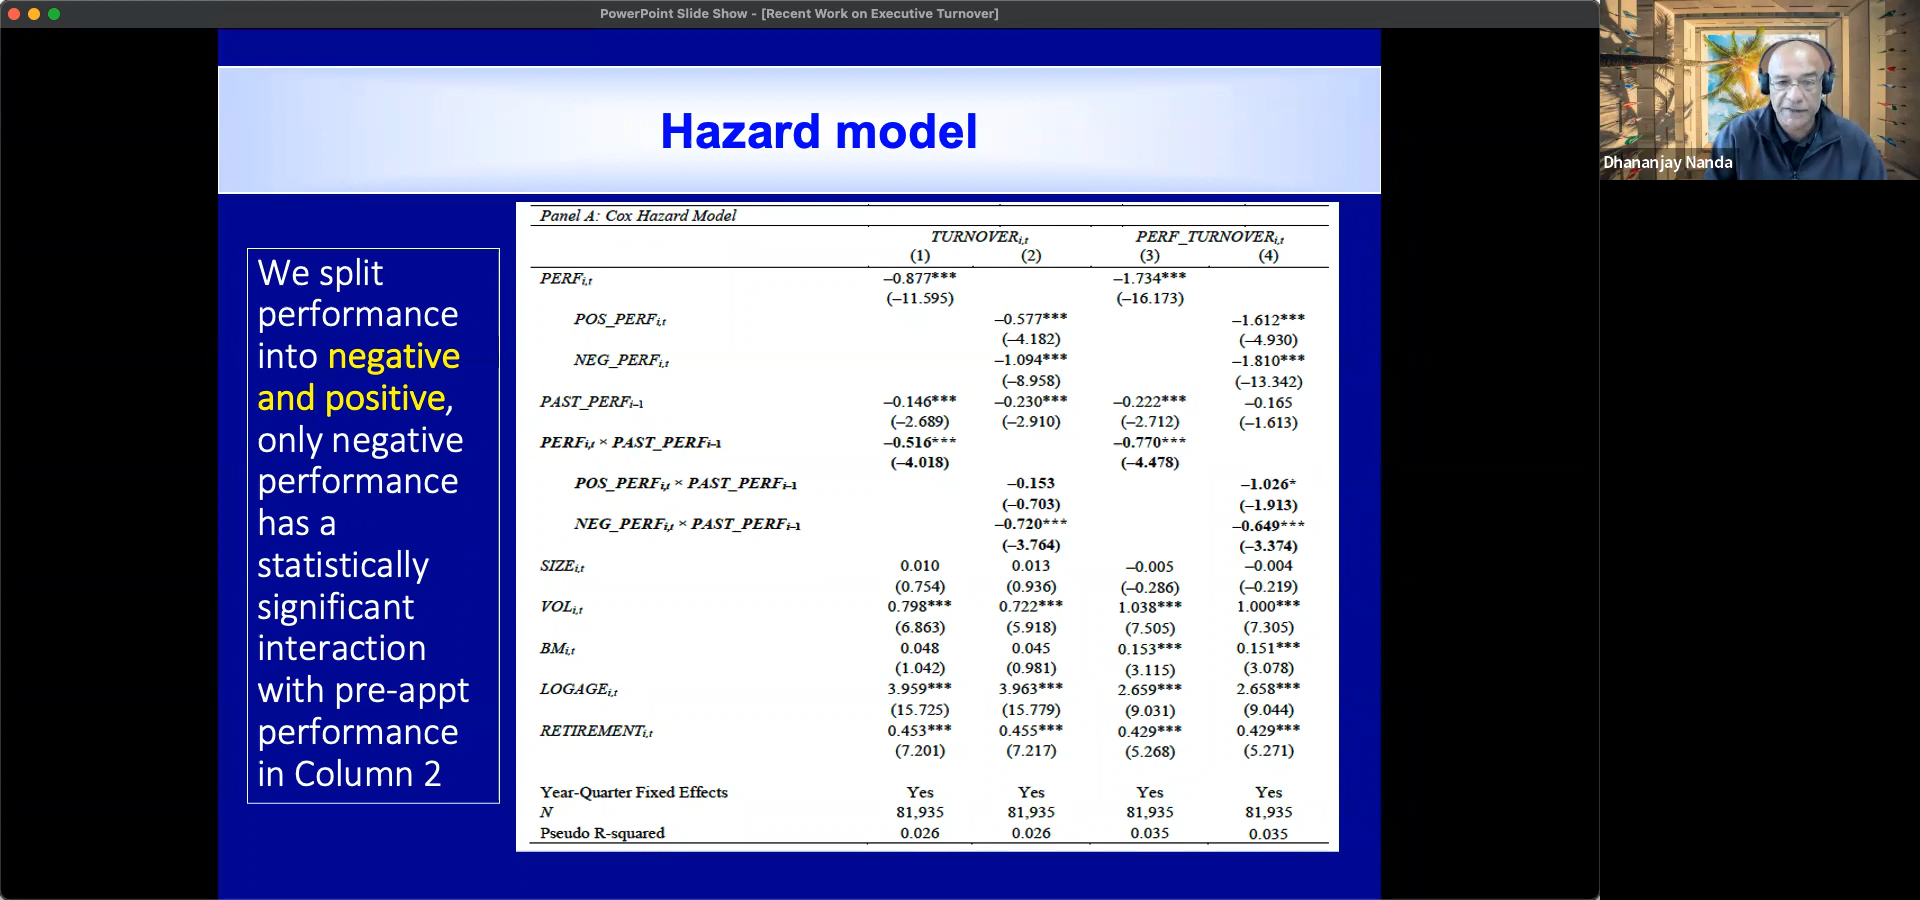 PowerPoint Slide Show - [Recent Work on Executive Turnover]
Dhananjay Nanda
Hazard model
We split
performance
into negative
and positive,
only negative
performance
has a
statistically
significant
interaction
with pre-appt
performance
in Column 2
Panel A: Cox Hazard Model
TURNOVERi,t PERF_TURNOVERi,t
(1) (2) (3) (4)
PERFi,t –0.877*** –1.734***
(–11.595) (–16.173)
POS_PERFi,t –0.577*** –1.612***
(–4.182) (–4.930)
NEG_PERFi,t –1.094*** –1.810***
(–8.958) (–13.342)
PAST_PERFi–1 –0.146*** –0.230*** –0.222*** –0.165
(–2.689) (–2.910) (–2.712) (–1.613)
PERFi,t × PAST_PERFi–1 –0.516*** –0.770***
(–4.018) (–4.478)
POS_PERFi,t × PAST_PERFi–1 –0.153 –1.026*
(–0.703) (–1.913)
NEG_PERFi,t × PAST_PERFi–1 –0.720*** –0.649***
(–3.764) (–3.374)
SIZEi,t 0.010 0.013 –0.005 –0.004
(0.754) (0.936) (–0.286) (–0.219)
VOLi,t 0.798*** 0.722*** 1.038*** 1.000***
(6.863) (5.918) (7.505) (7.305)
BMi,t 0.048 0.045 0.153*** 0.151***
(1.042) (0.981) (3.115) (3.078)
LOGAGEi,t 3.959*** 3.963*** 2.659*** 2.658***
(15.725) (15.779) (9.031) (9.044)
RETIREMENTi,t 0.453*** 0.455*** 0.429*** 0.429***
(7.201) (7.217) (5.268) (5.271)
Year-Quarter Fixed Effects Yes Yes Yes Yes
N 81,935 81,935 81,935 81,935
Pseudo R-squared 0.026 0.026 0.035 0.035